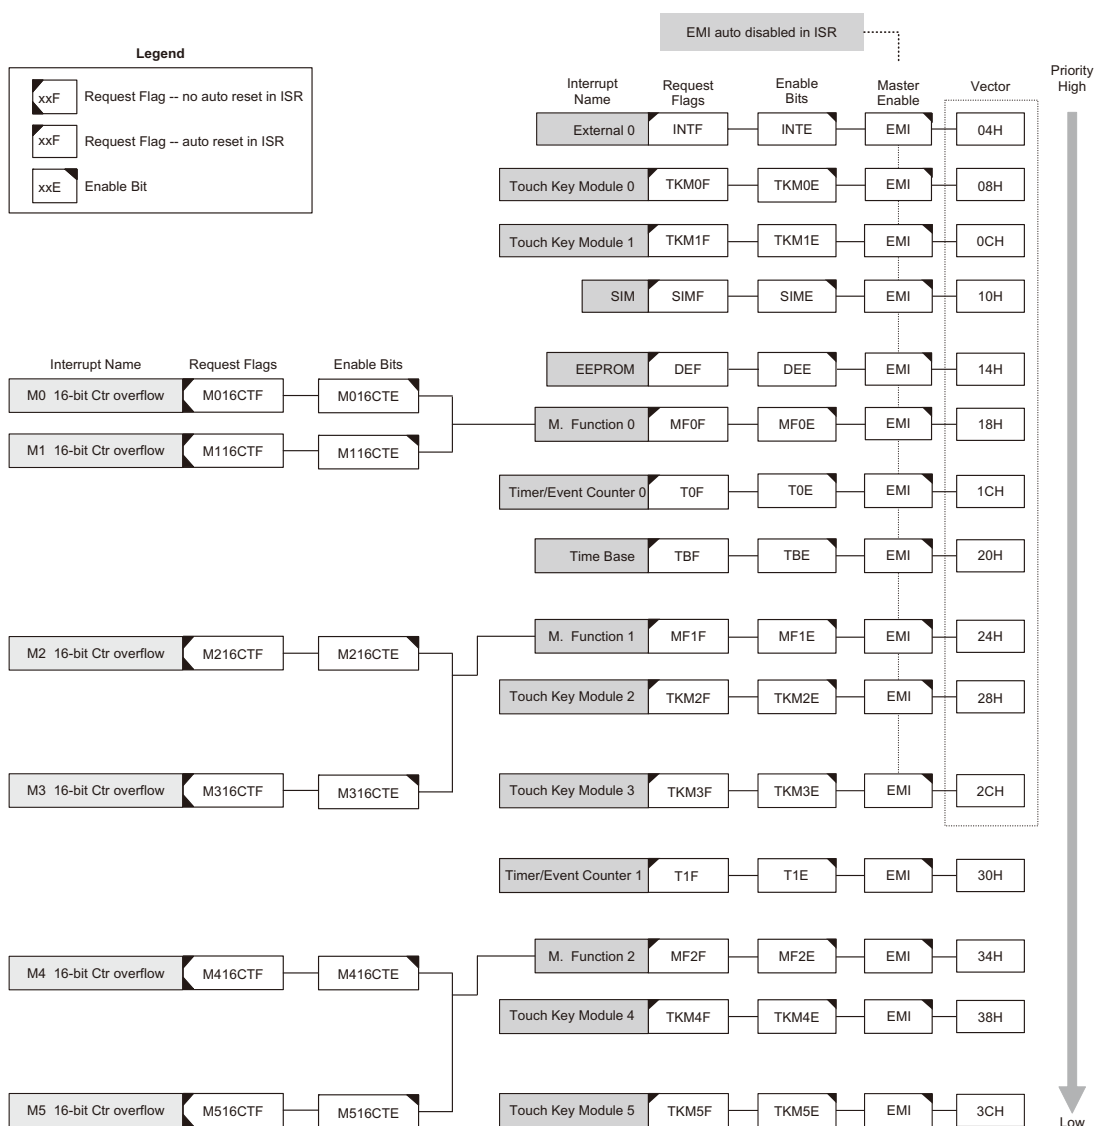 EMI auto disabled in ISR
Legend
xxF Request Flag -- no auto reset in ISR
xxF Request Flag -- auto reset in ISR
xxE Enable Bit
Interrupt Name Request Flags Enable Bits Master Enable Vector Priority High
External 0 INTF INTE EMI 04H
Touch Key Module 0 TKM0F TKM0E EMI 08H
Touch Key Module 1 TKM1F TKM1E EMI 0CH
SIM SIMF SIME EMI 10H
Interrupt Name Request Flags Enable Bits
EEPROM DEF DEE EMI 14H
M0 16-bit Ctr overflow M016CTF M016CTE
M. Function 0 MF0F MF0E EMI 18H
M1 16-bit Ctr overflow M116CTF M116CTE
Timer/Event Counter 0 T0F T0E EMI 1CH
Time Base TBF TBE EMI 20H
M. Function 1 MF1F MF1E EMI 24H
M2 16-bit Ctr overflow M216CTF M216CTE
Touch Key Module 2 TKM2F TKM2E EMI 28H
M3 16-bit Ctr overflow M316CTF M316CTE
Touch Key Module 3 TKM3F TKM3E EMI 2CH
Timer/Event Counter 1 T1F T1E EMI 30H
M. Function 2 MF2F MF2E EMI 34H
M4 16-bit Ctr overflow M416CTF M416CTE
Touch Key Module 4 TKM4F TKM4E EMI 38H
M5 16-bit Ctr overflow M516CTF M516CTE
Touch Key Module 5 TKM5F TKM5E EMI 3CH
Low